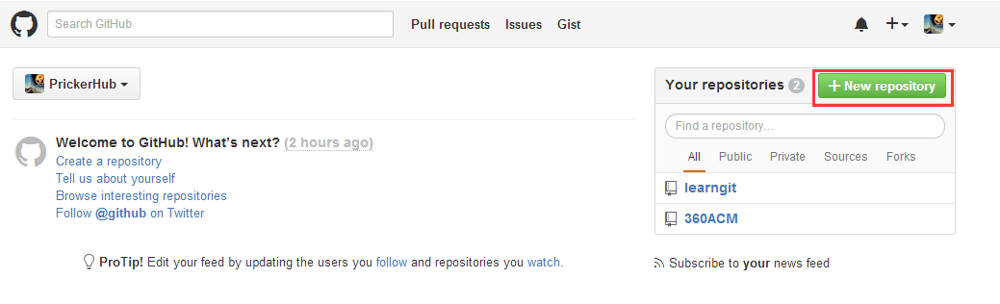 Search GitHub
Pull requests Issues Gist
PrickerHub
Your repositories 2
New repository
Find a repository...
All Public Private Sources Forks
learngit
360ACM
Welcome to GitHub! What's next? (2 hours ago)
Create a repository
Tell us about yourself
Browse interesting repositories
Follow @github on Twitter
ProTip! Edit your feed by updating the users you follow and repositories you watch.
Subscribe to your news feed